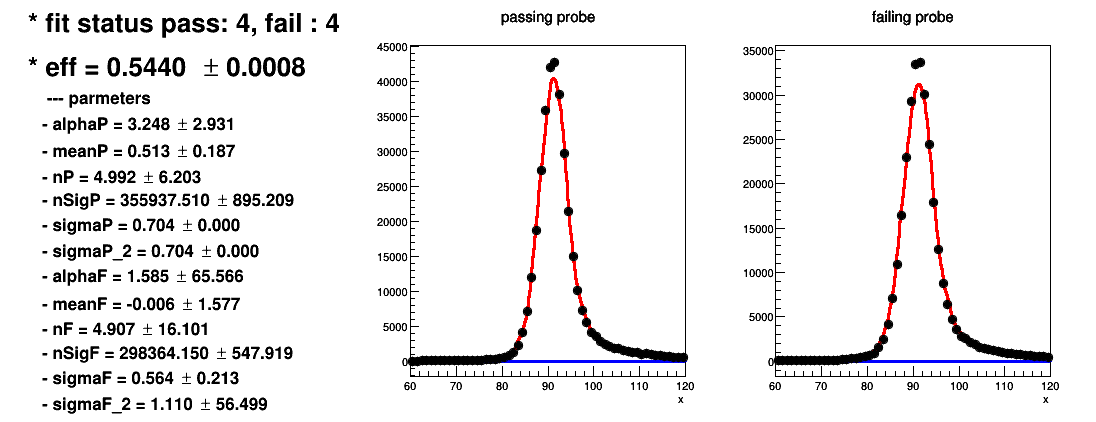 * fit status pass: 4, fail : 4
* eff = 0.5440 ± 0.0008
--- parmeters
- alphaP = 3.248 ± 2.931
- meanP = 0.513 ± 0.187
- nP = 4.992 ± 6.203
- nSigP = 355937.510 ± 895.209
- sigmaP = 0.704 ± 0.000
- sigmaP_2 = 0.704 ± 0.000
- alphaF = 1.585 ± 65.566
- meanF = -0.006 ± 1.577
- nF = 4.907 ± 16.101
- nSigF = 298364.150 ± 547.919
- sigmaF = 0.564 ± 0.213
- sigmaF_2 = 1.110 ± 56.499
passing probe
45000
40000
35000
30000
25000
20000
15000
10000
5000
0
60 70 80 90 100 110 120
x
failing probe
35000
30000
25000
20000
15000
10000
5000
0
60 70 80 90 100 110 120
x